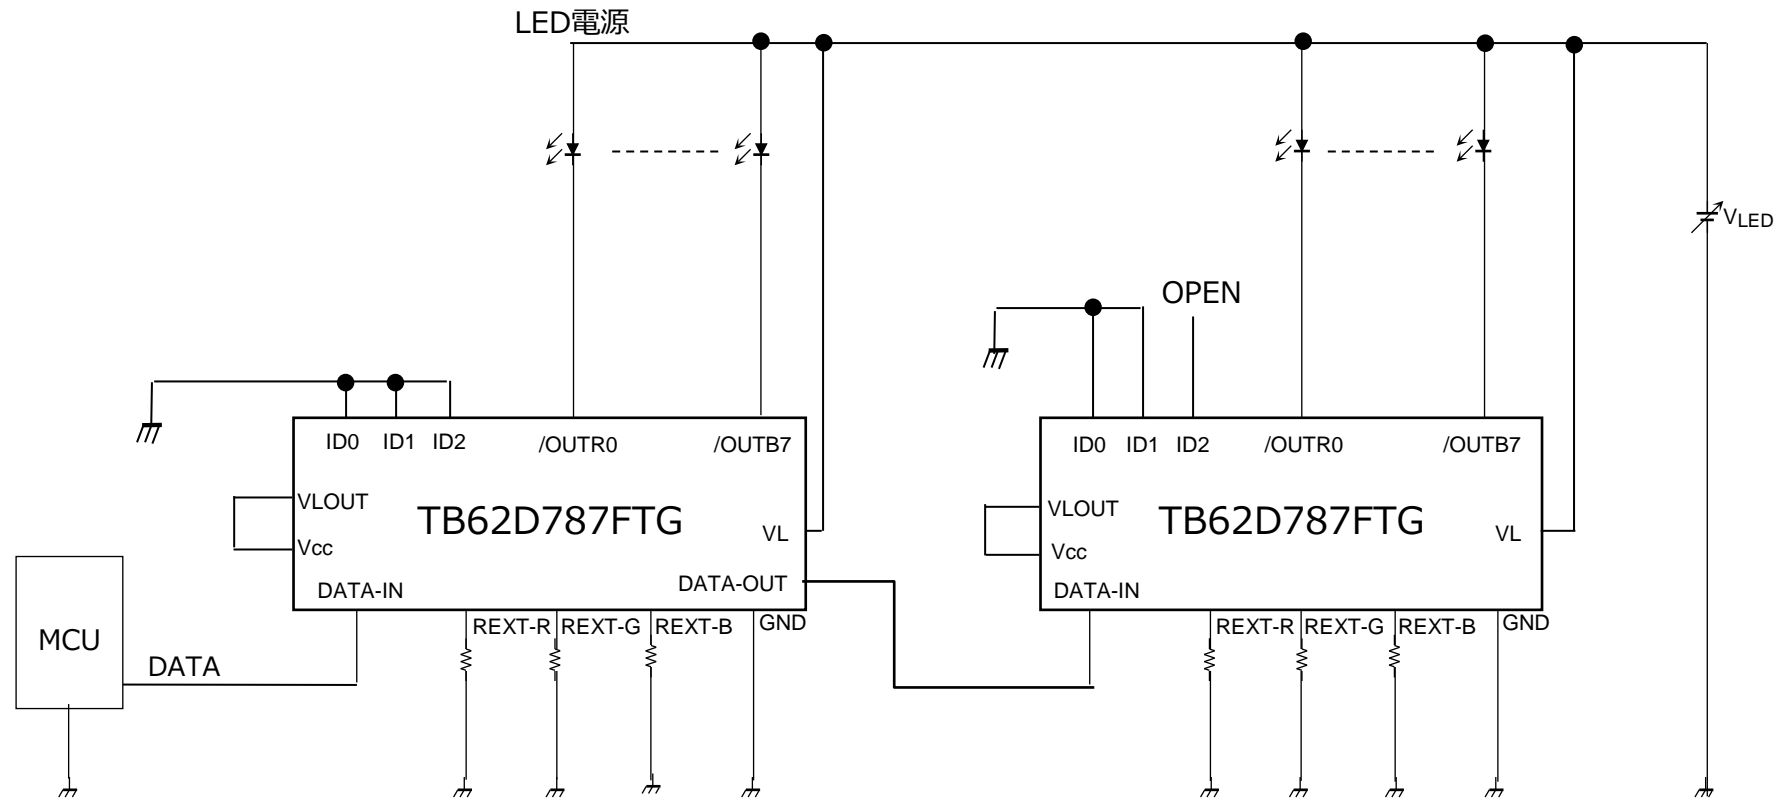 LED電源
VLED
OPEN
ID0 ID1 ID2 /OUTR0 /OUTB7
VLOUT
TB62D787FTG
VL
Vcc
DATA-IN
DATA-OUT
REXT-R REXT-G REXT-B GND
ID0 ID1 ID2 /OUTR0 /OUTB7
VLOUT
TB62D787FTG
VL
Vcc
DATA-IN
REXT-R REXT-G REXT-B GND
MCU
DATA